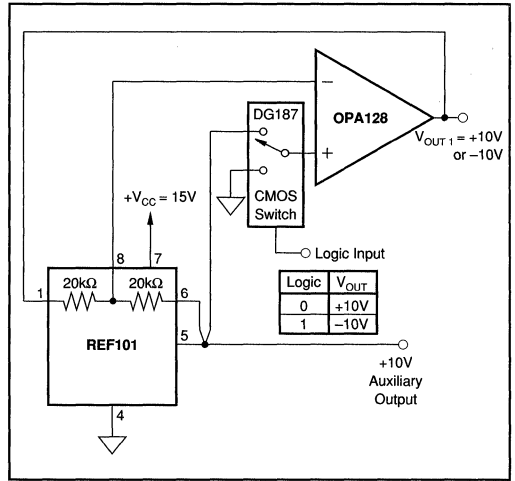 DG187
OPA128
−
+
V_OUT 1 = +10V
or −10V
CMOS
Switch
+V_CC = 15V
Logic Input
8
7
20kΩ
20kΩ
1
6
Logic
V_OUT
0
+10V
1
−10V
REF101
5
+10V
Auxiliary
Output
4